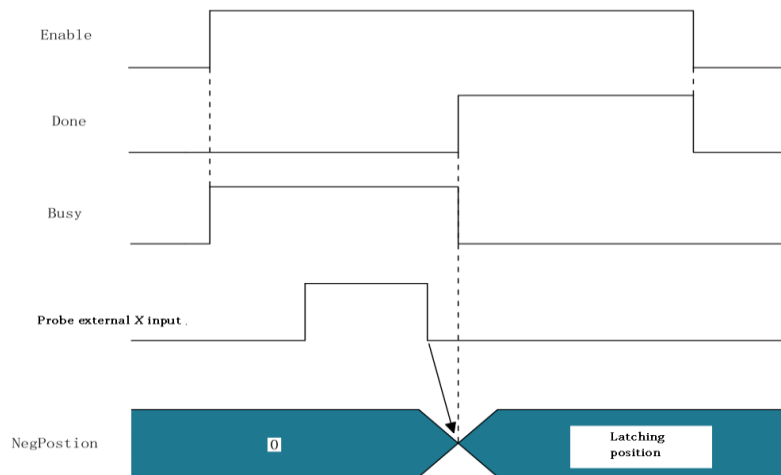 Enable
Done
Busy
Probe external X input .
NegPostion
0
Latching
position